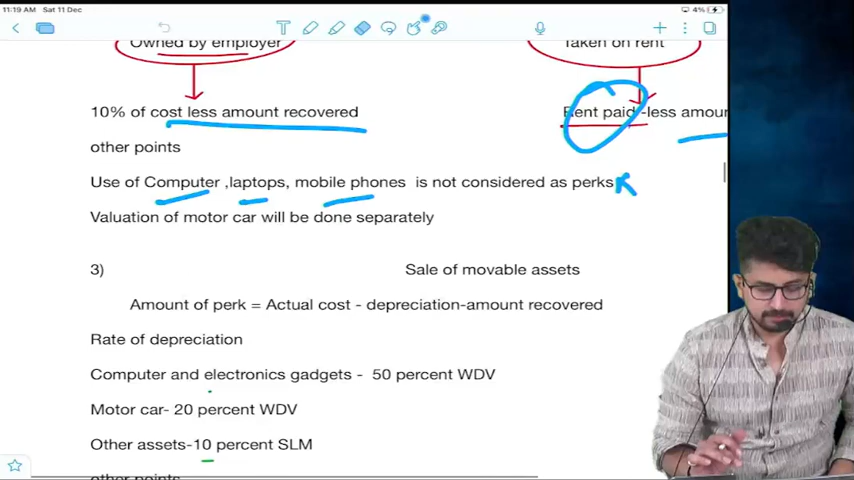 11:19 AM Sat 11 Dec
4%
Owned by employer
Taken on rent
10% of cost less amount recovered
Rent paid -less amour
other points
Use of Computer ,laptops, mobile phones is not considered as perks
Valuation of motor car will be done separately
3)
Sale of movable assets
Amount of perk = Actual cost - depreciation-amount recovered
Rate of depreciation
Computer and electronics gadgets - 50 percent WDV
Motor car- 20 percent WDV
Other assets-10 percent SLM
other points